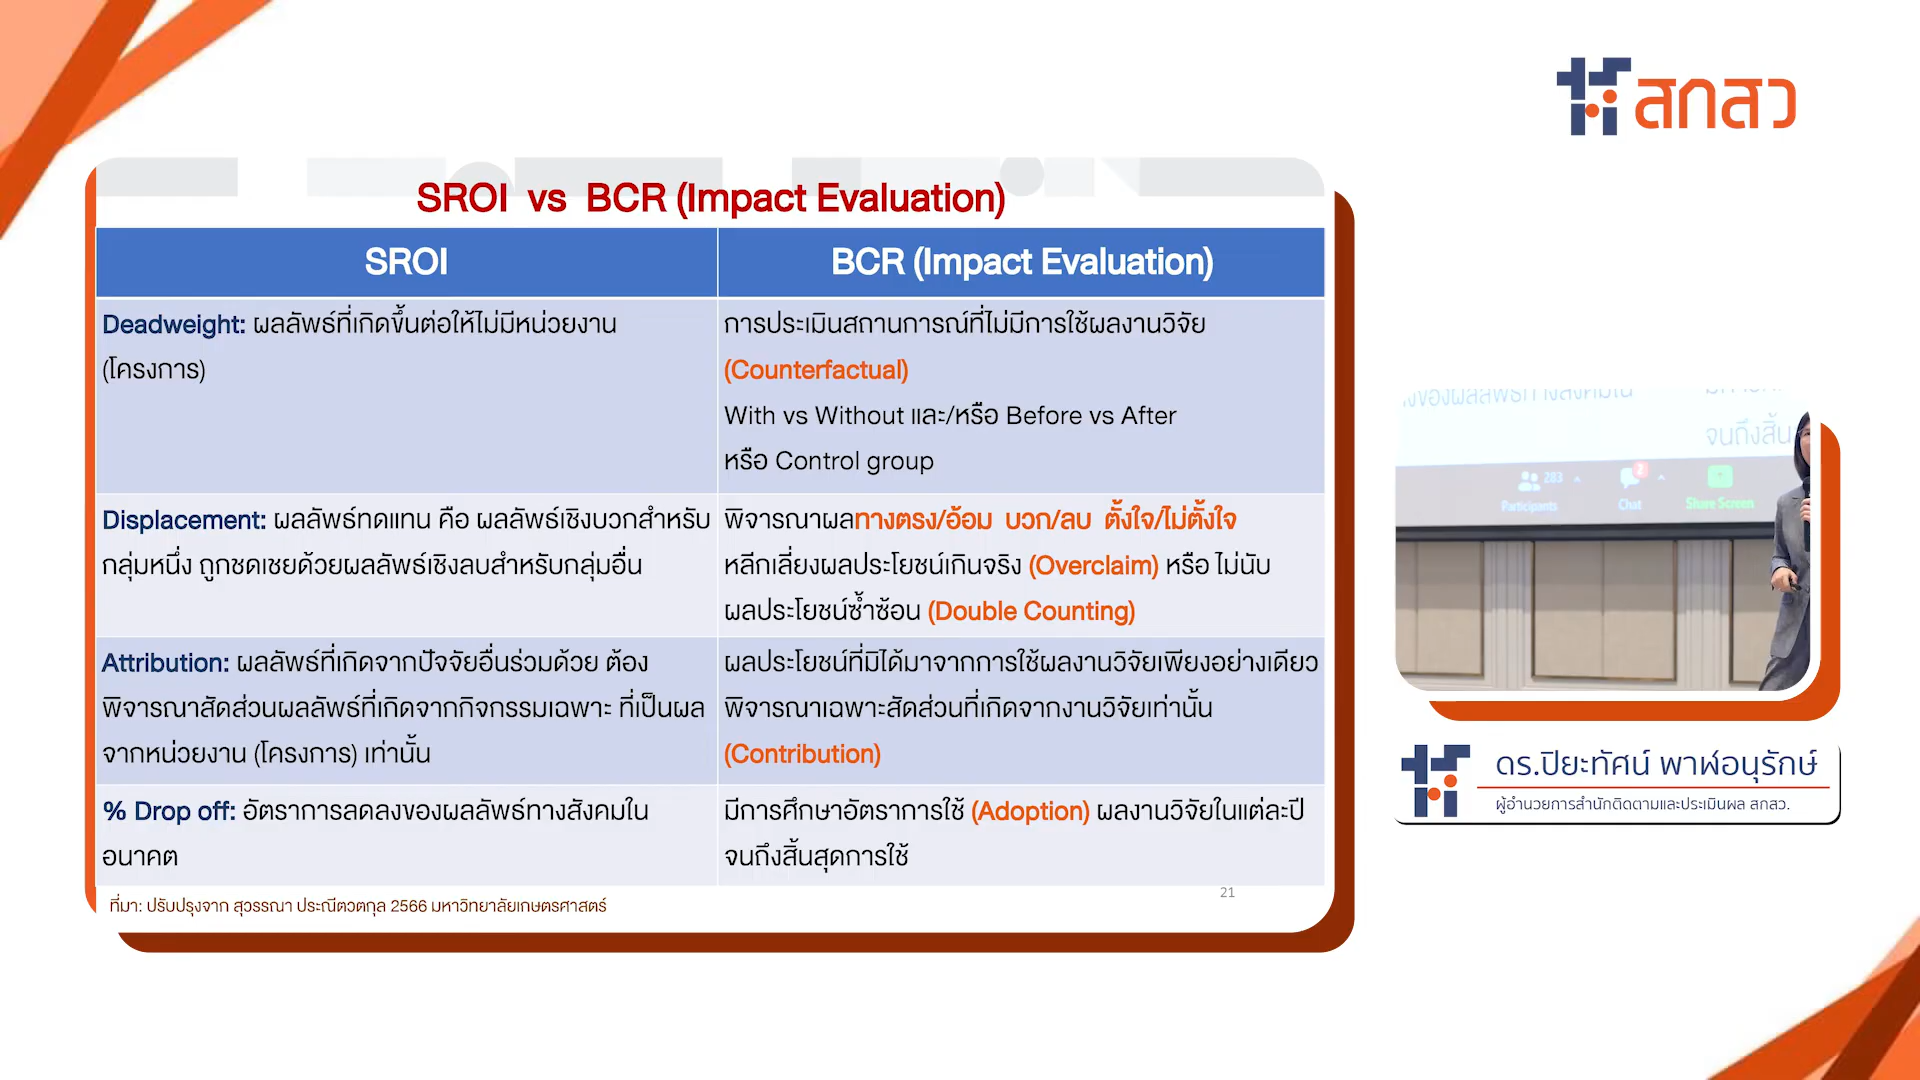 สกสว
SROI vs BCR (Impact Evaluation)
SROI
BCR (Impact Evaluation)
Deadweight: ผลลัพธ์ที่เกิดขึ้นต่อให้ไม่มีหน่วยงาน
(โครงการ)
การประเมินสถานการณ์ที่ไม่มีการใช้ผลงานวิจัย
(Counterfactual)
With vs Without และ/หรือ Before vs After
หรือ Control group
Displacement: ผลลัพธ์ทดแทน คือ ผลลัพธ์เชิงบวกสำหรับ
กลุ่มหนึ่ง ถูกชดเชยด้วยผลลัพธ์เชิงลบสำหรับกลุ่มอื่น
พิจารณาผลทางตรง/อ้อม บวก/ลบ ตั้งใจ/ไม่ตั้งใจ
หลีกเลี่ยงผลประโยชน์เกินจริง (Overclaim) หรือ ไม่นับ
ผลประโยชน์ซ้ำซ้อน (Double Counting)
Attribution: ผลลัพธ์ที่เกิดจากปัจจัยอื่นร่วมด้วย ต้อง
พิจารณาสัดส่วนผลลัพธ์ที่เกิดจากกิจกรรมเฉพาะ ที่เป็นผล
จากหน่วยงาน (โครงการ) เท่านั้น
ผลประโยชน์ที่มิได้มาจากการใช้ผลงานวิจัยเพียงอย่างเดียว
พิจารณาเฉพาะสัดส่วนที่เกิดจากงานวิจัยเท่านั้น
(Contribution)
% Drop off: อัตราการลดลงของผลลัพธ์ทางสังคมใน
อนาคต
มีการศึกษาอัตราการใช้ (Adoption) ผลงานวิจัยในแต่ละปี
จนถึงสิ้นสุดการใช้
21
ที่มา: ปรับปรุงจาก สุวรรณา ประณีตวตกุล 2566 มหาวิทยาลัยเกษตรศาสตร์
จนถึงสิ้น
283
3
Participants
Chat
Share Screen
ดร.ปิยะทัศน์ พาฬอนุรักษ์
ผู้อำนวยการสำนักติดตามและประเมินผล สกสว.